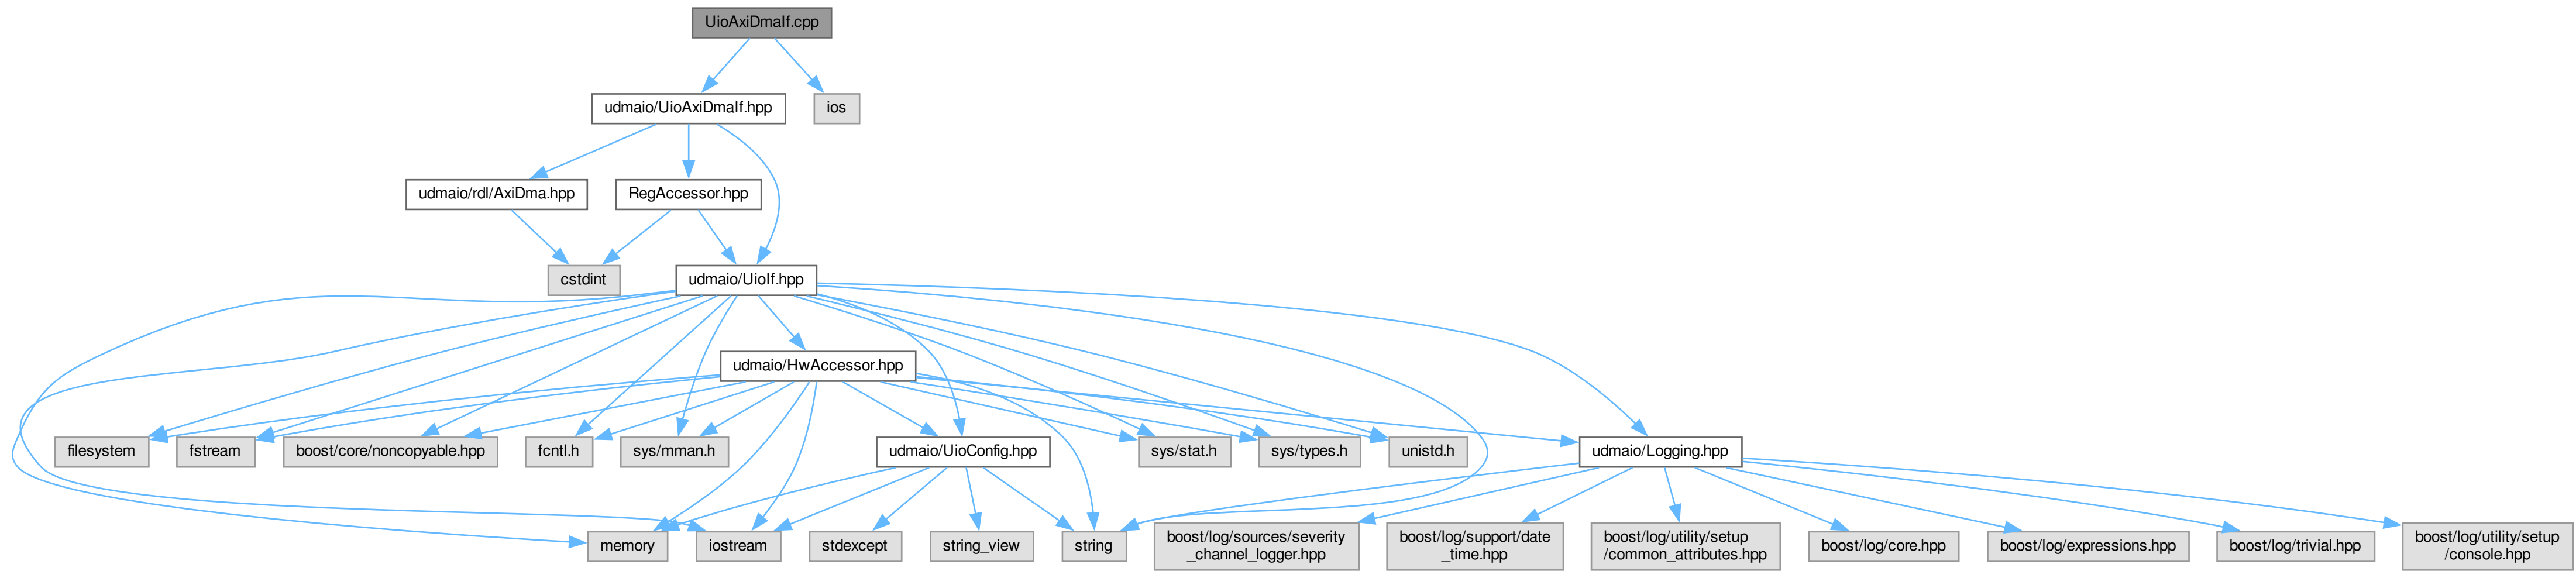 UioAxiDmaIf.cpp
udmaio/UioAxiDmaIf.hpp
ios
udmaio/rdl/AxiDma.hpp
RegAccessor.hpp
cstdint
udmaio/UioIf.hpp
udmaio/HwAccessor.hpp
filesystem
fstream
boost/core/noncopyable.hpp
fcntl.h
sys/mman.h
udmaio/UioConfig.hpp
sys/stat.h
sys/types.h
unistd.h
udmaio/Logging.hpp
memory
iostream
stdexcept
string_view
string
boost/log/sources/severity
_channel_logger.hpp
boost/log/support/date
_time.hpp
boost/log/utility/setup
/common_attributes.hpp
boost/log/core.hpp
boost/log/expressions.hpp
boost/log/trivial.hpp
boost/log/utility/setup
/console.hpp